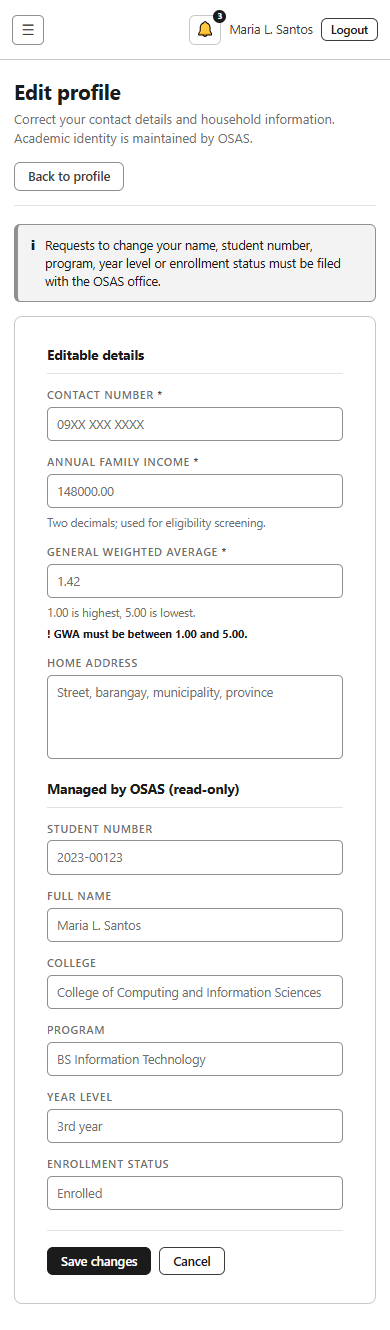 ☰
3
Maria L. Santos
Logout
Edit profile
Correct your contact details and household information.
Academic identity is maintained by OSAS.
Back to profile
i Requests to change your name, student number,
program, year level or enrollment status must be filed
with the OSAS office.
Editable details
CONTACT NUMBER *
09XX XXX XXXX
ANNUAL FAMILY INCOME *
148000.00
Two decimals; used for eligibility screening.
GENERAL WEIGHTED AVERAGE *
1.42
1.00 is highest, 5.00 is lowest.
! GWA must be between 1.00 and 5.00.
HOME ADDRESS
Street, barangay, municipality, province
Managed by OSAS (read-only)
STUDENT NUMBER
2023-00123
FULL NAME
Maria L. Santos
COLLEGE
College of Computing and Information Sciences
PROGRAM
BS Information Technology
YEAR LEVEL
3rd year
ENROLLMENT STATUS
Enrolled
Save changes
Cancel